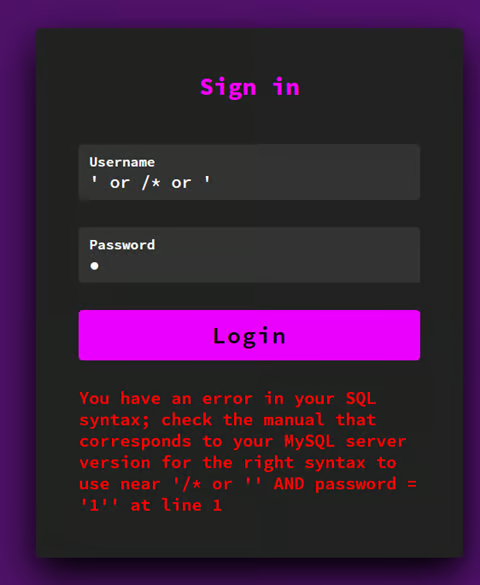 Sign in
Username
' or /* or '
Password
Login
You have an error in your SQL
syntax; check the manual that
corresponds to your MySQL server
version for the right syntax to
use near '/* or '' AND password =
'1'' at line 1